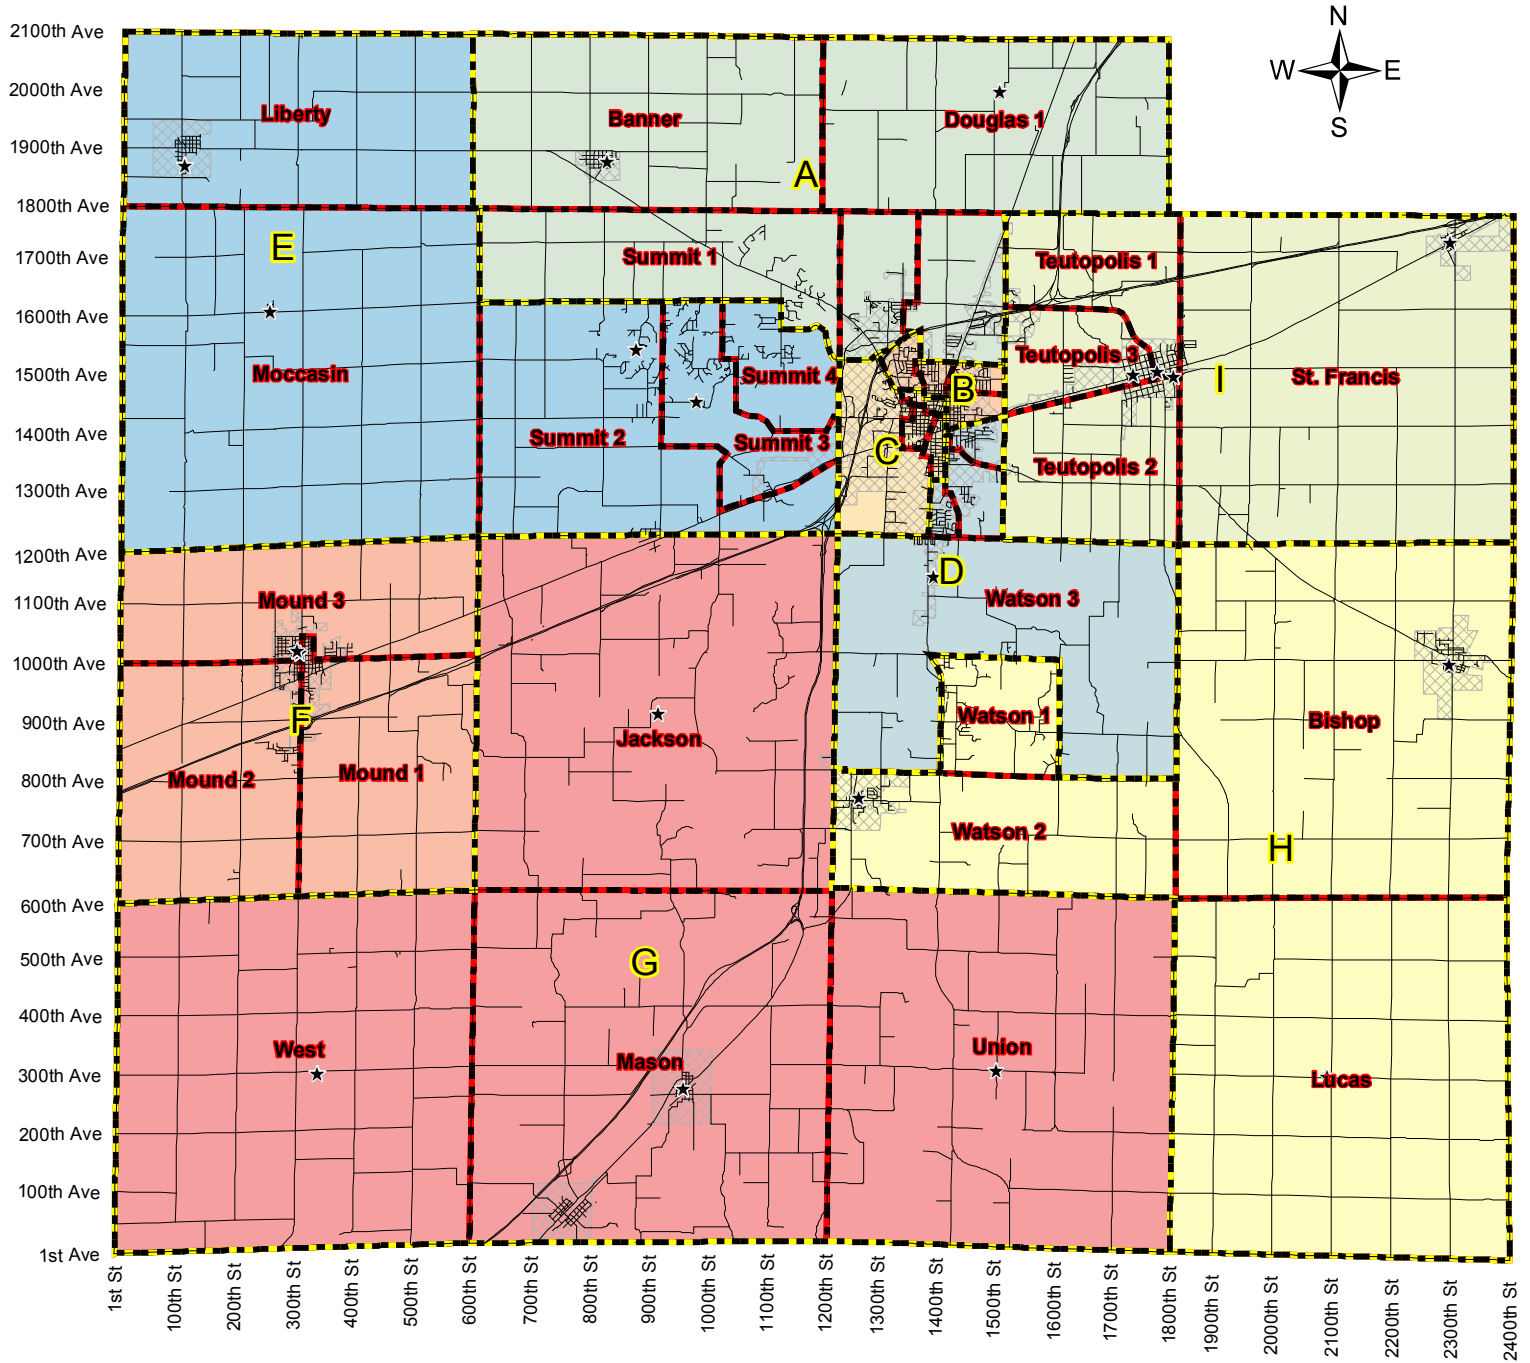 N
2100th Ave
W E
2000th Ave
Liberty
Banner
Douglas 1
S
1900th Ave
A
1800th Ave
E
1700th Ave
Summit 1
Teutopolis 1
1600th Ave
Teutopolis 3
1500th Ave
Moccasin
Summit 4
B
I
St. Francis
1400th Ave
Summit 2
Summit 3
C
Teutopolis 2
1300th Ave
1200th Ave
D
1100th Ave
Mound 3
Watson 3
1000th Ave
900th Ave
F
Jackson
Watson 1
Bishop
800th Ave
Mound 2
Mound 1
700th Ave
Watson 2
H
600th Ave
500th Ave
G
400th Ave
West
Mason
Union
300th Ave
Lucas
200th Ave
100th Ave
1st Ave
1st St
100th St
200th St
300th St
400th St
500th St
600th St
700th St
800th St
900th St
1000th St
1100th St
1200th St
1300th St
1400th St
1500th St
1600th St
1700th St
1800th St
1900th St
2000th St
2100th St
2200th St
2300th St
2400th St